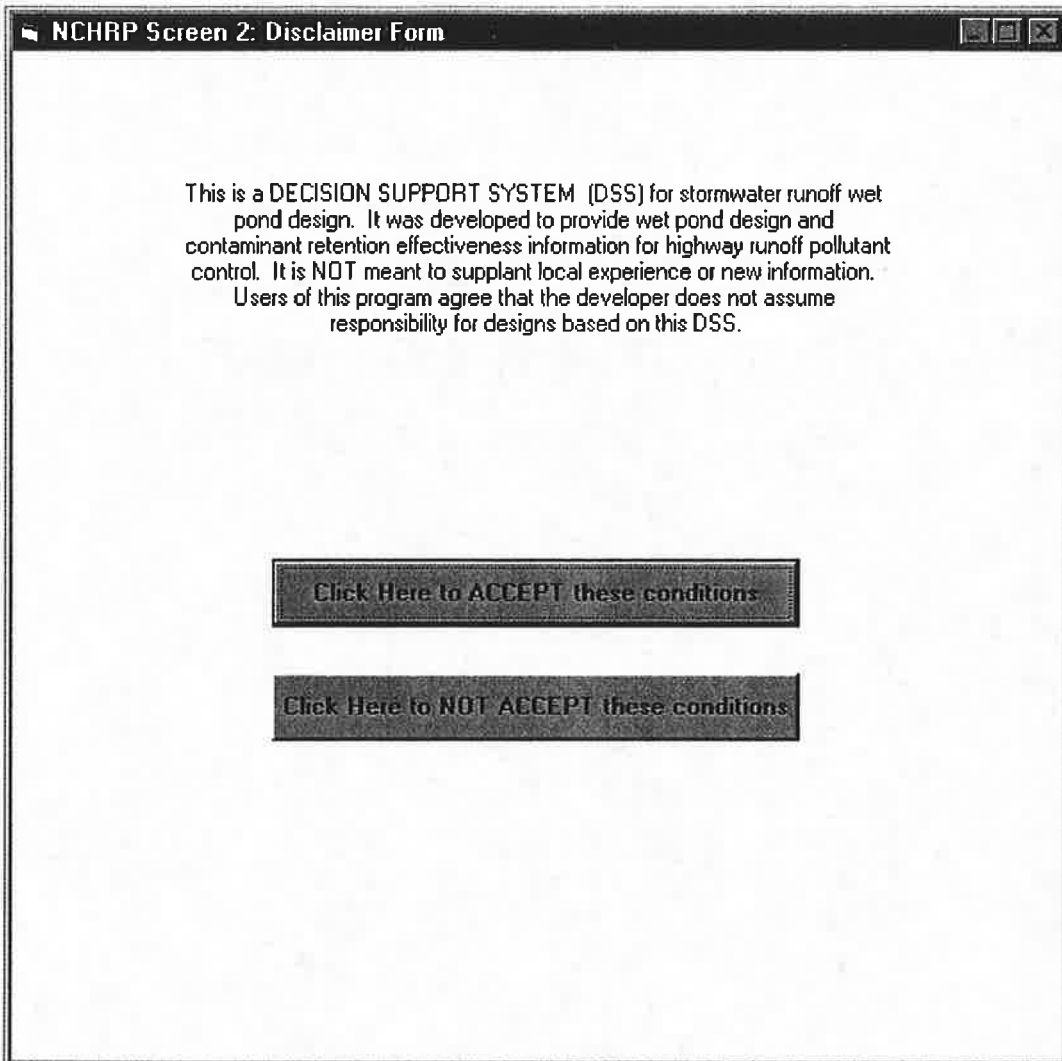 NCHRP Screen 2: Disclaimer Form
This is a DECISION SUPPORT SYSTEM (DSS) for stormwater runoff wet
pond design. It was developed to provide wet pond design and
contaminant retention effectiveness information for highway runoff pollutant
control. It is NOT meant to supplant local experience or new information.
Users of this program agree that the developer does not assume
responsibility for designs based on this DSS.
Click Here to ACCEPT these conditions
Click Here to NOT ACCEPT these conditions